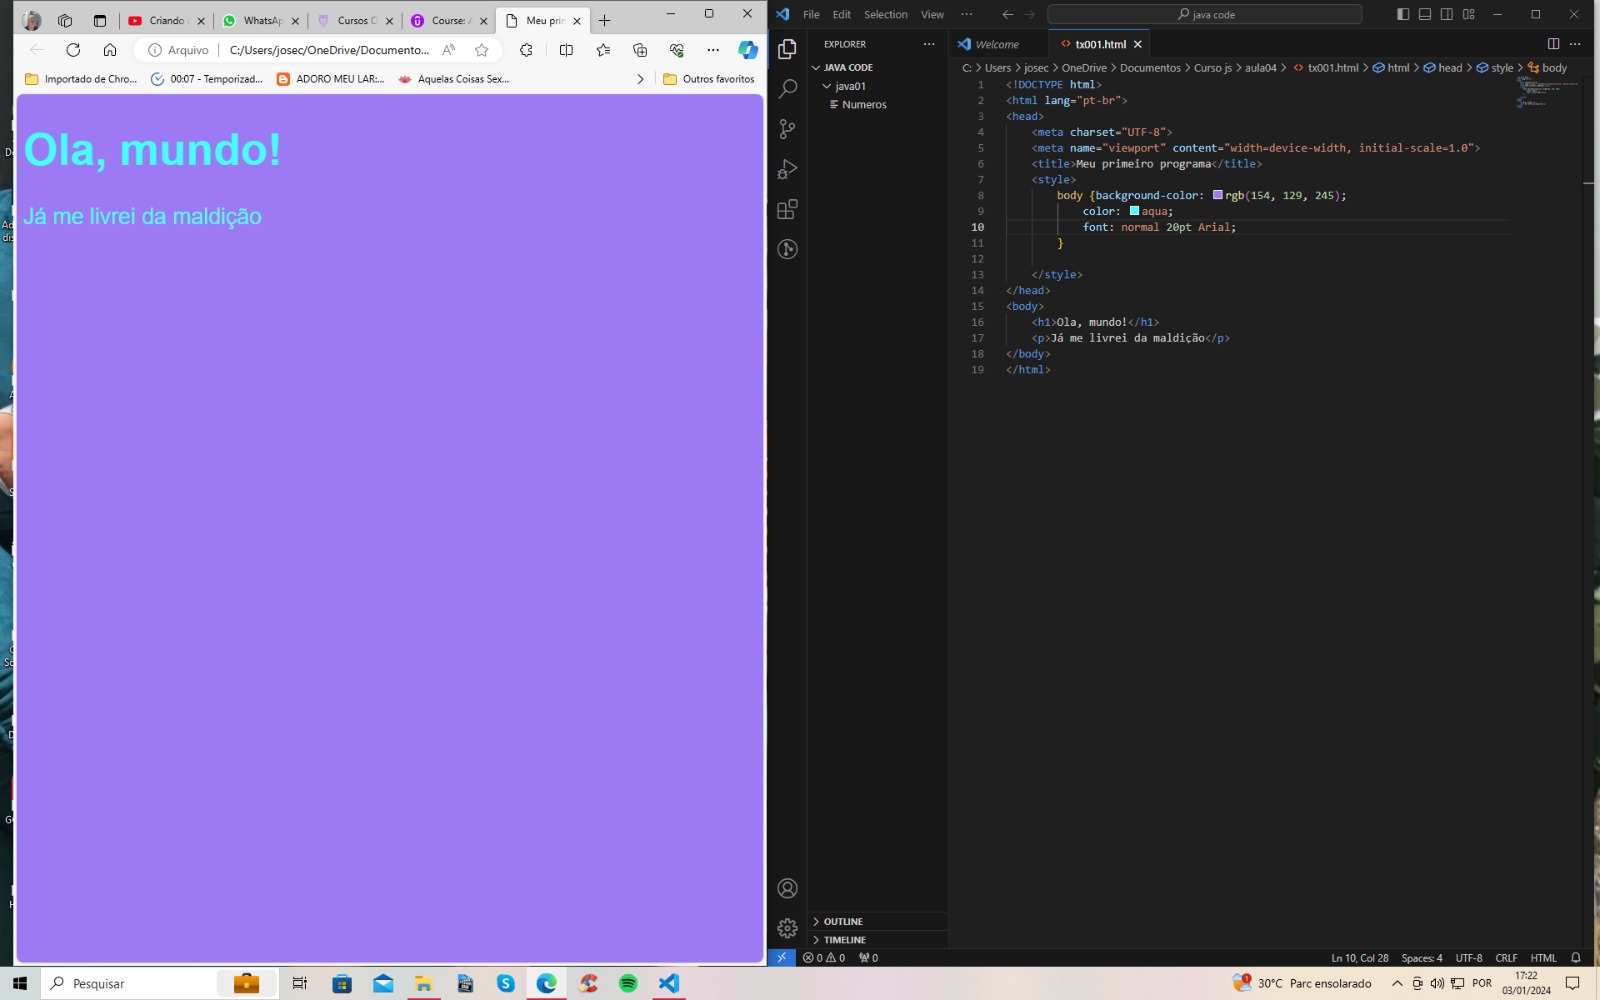 Criando
WhatsAp
Cursos C
Course: A
Meu prin
Arquivo
C:/Users/josec/OneDrive/Documento...
Importado de Chro...
00:07 - Temporizad...
ADORO MEU LAR:...
Aquelas Coisas Sex...
Outros favoritos
Ola, mundo!
Já me livrei da maldição
File Edit Selection View ...
java code
EXPLORER ...
JAVA CODE
java01
Numeros
OUTLINE
TIMELINE
Welcome
tx001.html
C: > Users > josec > OneDrive > Documentos > Curso js > aula04 > tx001.html > html > head > style > body
1 <!DOCTYPE html>
2 <html lang="pt-br">
3 <head>
4 <meta charset="UTF-8">
5 <meta name="viewport" content="width=device-width, initial-scale=1.0">
6 <title>Meu primeiro programa</title>
7 <style>
8 body {background-color: rgb(154, 129, 245);
9 color: aqua;
10 font: normal 20pt Arial;
11 }
12
13 </style>
14 </head>
15 <body>
16 <h1>Ola, mundo!</h1>
17 <p>Já me livrei da maldição</p>
18 </body>
19 </html>
0 0 0
Ln 10, Col 28 Spaces: 4 UTF-8 CRLF HTML
Pesquisar
30°C Parc ensolarado
POR
17:22
03/01/2024